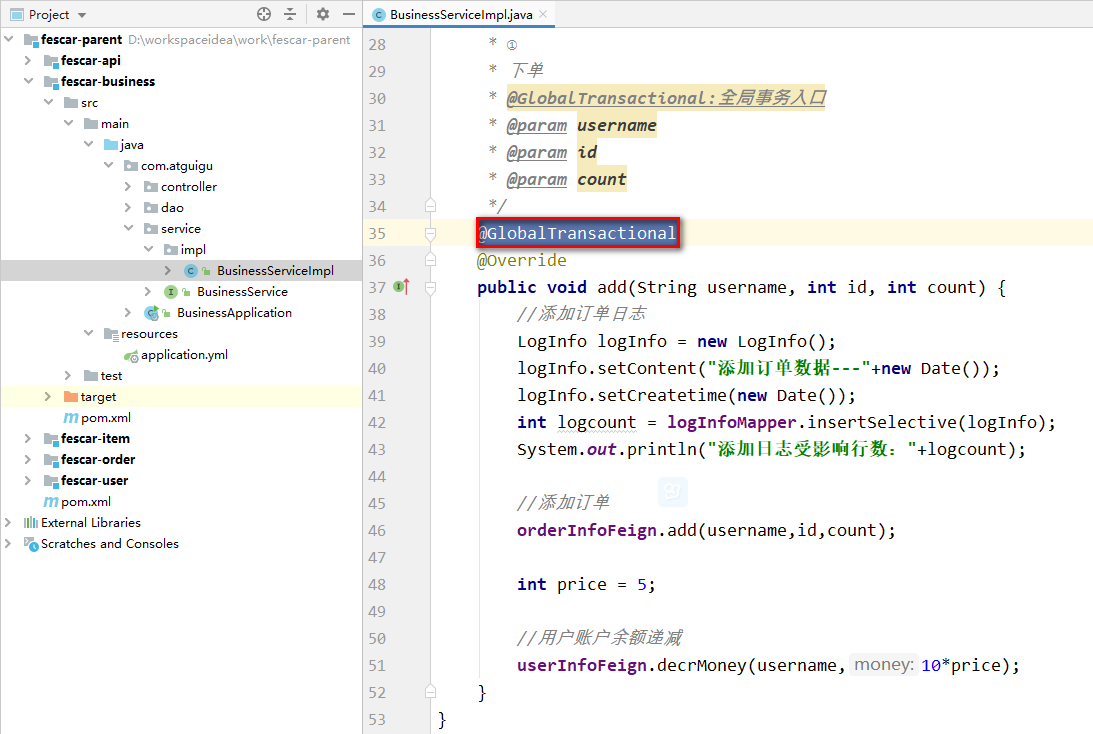 Project
BusinessServiceImpl.java
fescar-parent D:\workspaceidea\work\fescar-parent
fescar-api
fescar-business
src
main
java
com.atguigu
controller
dao
service
impl
BusinessServiceImpl
BusinessService
BusinessApplication
resources
application.yml
test
target
pom.xml
fescar-item
fescar-order
fescar-user
pom.xml
External Libraries
Scratches and Consoles
28 * ①
29 * 下单
30 * @GlobalTransactional:全局事务入口
31 * @param username
32 * @param id
33 * @param count
34 */
35 @GlobalTransactional
36 @Override
37 public void add(String username, int id, int count) {
38 //添加订单日志
39 LogInfo logInfo = new LogInfo();
40 logInfo.setContent("添加订单数据---"+new Date());
41 logInfo.setCreatetime(new Date());
42 int logcount = logInfoMapper.insertSelective(logInfo);
43 System.out.println("添加日志受影响行数："+logcount);
44
45 //添加订单
46 orderInfoFeign.add(username,id,count);
47
48 int price = 5;
49
50 //用户账户余额递减
51 userInfoFeign.decrMoney(username, money: 10*price);
52 }
53 }